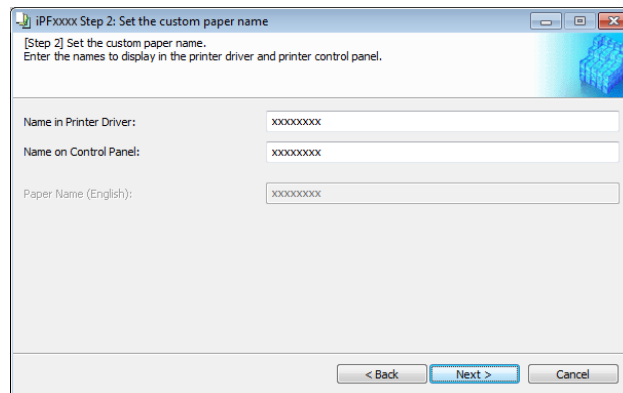 iPFxxxx Step 2: Set the custom paper name
[Step 2] Set the custom paper name.
Enter the names to display in the printer driver and printer control panel.
Name in Printer Driver: xxxxxxxx
Name on Control Panel: xxxxxxxx
Paper Name (English): xxxxxxxx
< Back Next > Cancel